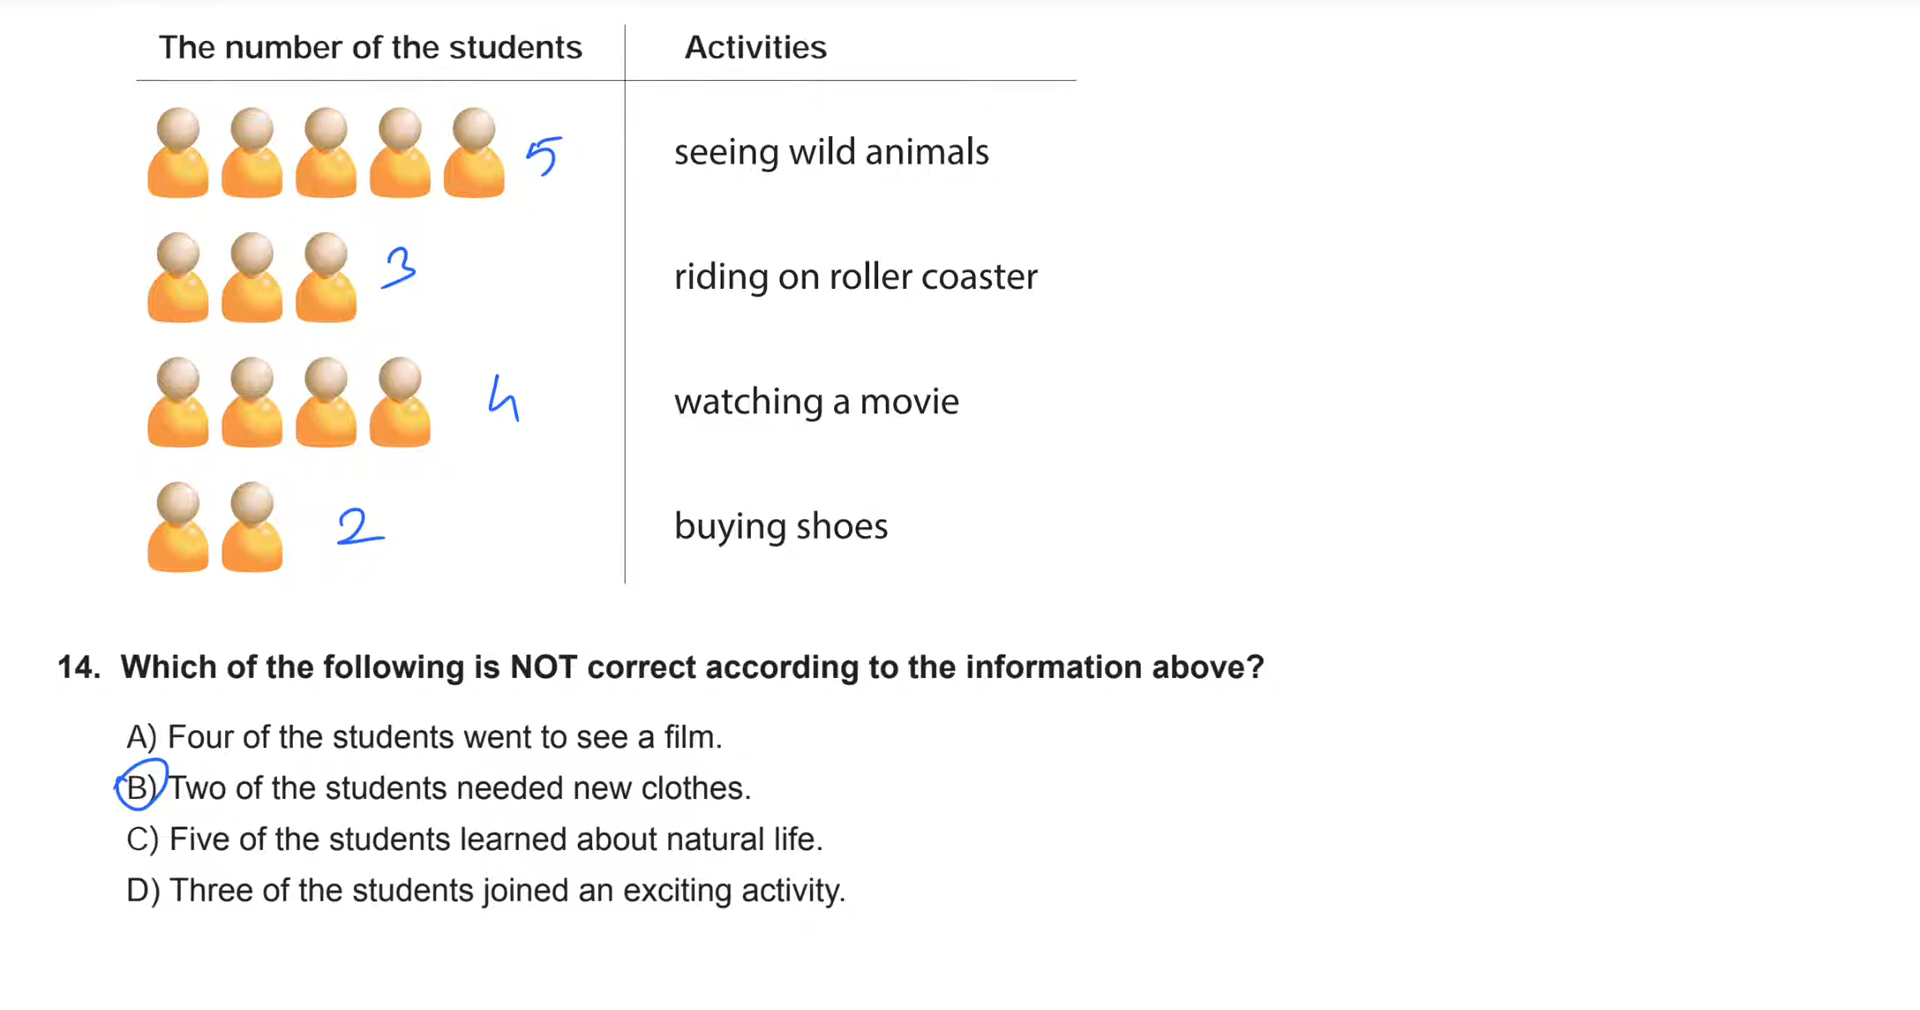 The number of the students Activities
5 seeing wild animals
3 riding on roller coaster
4 watching a movie
2 buying shoes
14. Which of the following is NOT correct according to the information above?
A) Four of the students went to see a film.
B) Two of the students needed new clothes.
C) Five of the students learned about natural life.
D) Three of the students joined an exciting activity.